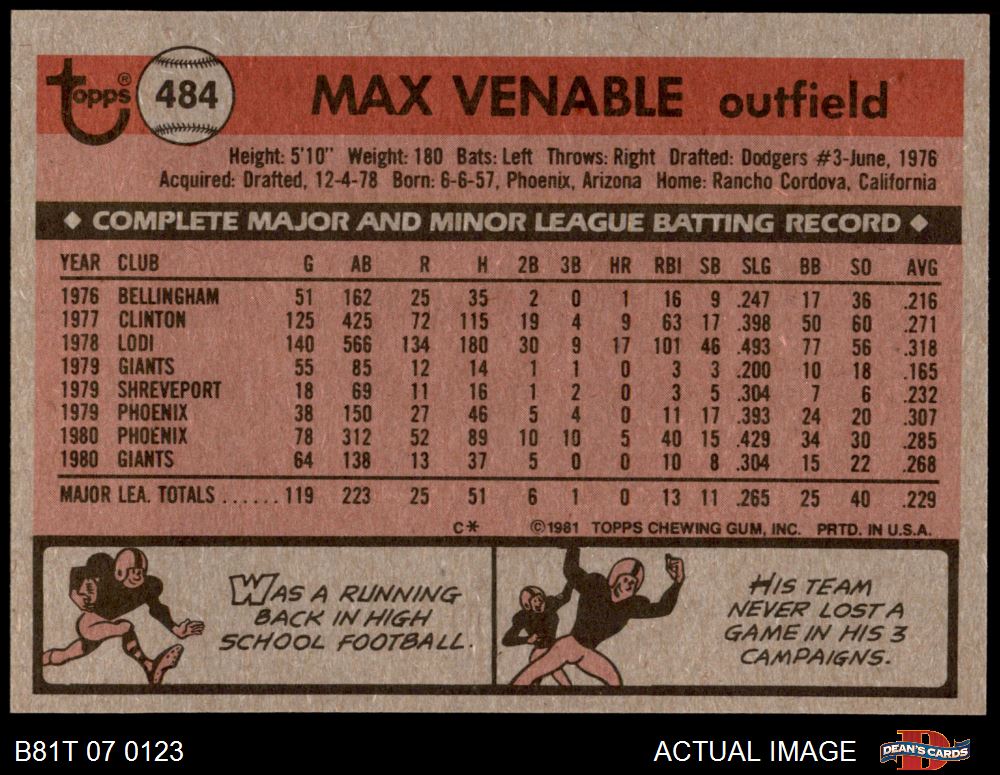 Topps® 484 MAX VENABLE outfield
Height: 5'10" Weight: 180 Bats: Left Throws: Right Drafted: Dodgers #3-June, 1976
Acquired: Drafted, 12-4-78 Born: 6-6-57, Phoenix, Arizona Home: Rancho Cordova, California
◆ COMPLETE MAJOR AND MINOR LEAGUE BATTING RECORD ◆
YEAR CLUB G AB R H 2B 3B HR RBI SB SLG BB SO AVG
1976 BELLINGHAM 51 162 25 35 2 0 1 16 9 .247 17 36 .216
1977 CLINTON 125 425 72 115 19 4 9 63 17 .398 50 60 .271
1978 LODI 140 566 134 180 30 9 17 101 46 .493 77 56 .318
1979 GIANTS 55 85 12 14 1 1 0 3 3 .200 10 18 .165
1979 SHREVEPORT 18 69 11 16 1 2 0 3 5 .304 7 6 .232
1979 PHOENIX 38 150 27 46 5 4 0 11 17 .393 24 20 .307
1980 PHOENIX 78 312 52 89 10 10 5 40 15 .429 34 30 .285
1980 GIANTS 64 138 13 37 5 0 0 10 8 .304 15 22 .268
MAJOR LEA. TOTALS ...... 119 223 25 51 6 1 0 13 11 .265 25 40 .229
C* ©1981 TOPPS CHEWING GUM, INC. PRTD. IN U.S.A.
WAS A RUNNING
BACK IN HIGH
SCHOOL FOOTBALL.
HIS TEAM
NEVER LOST A
GAME IN HIS 3
CAMPAIGNS.
B81T 07 0123 ACTUAL IMAGE DEAN'S CARDS